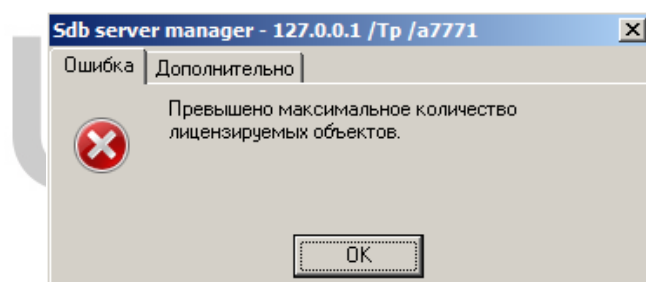 Sdb server manager - 127.0.0.1 /Tp /a7771
Ошибка Дополнительно
Превышено максимальное количество
лицензируемых объектов.
OK